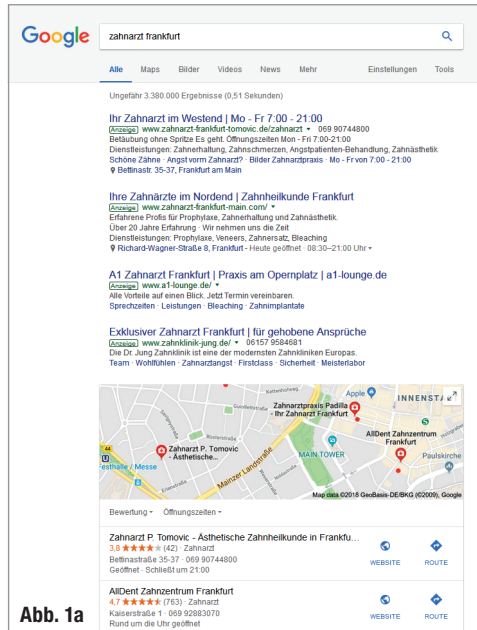 Google
zahnarzt frankfurt
Alle Maps Bilder Videos News Mehr Einstellungen Tools
Ungefähr 3.380.000 Ergebnisse (0,51 Sekunden)
Ihr Zahnarzt im Westend | Mo - Fr 7:00 - 21:00
Anzeige www.zahnarzt-frankfurt-tomovic.de/zahnarzt 069 90744800
Betäubung ohne Spritze Es geht. Öffnungszeiten Mon - Fri 7:00-21:00
Dienstleistungen: Zahnerhaltung, Zahnschmerzen, Angstpatienten-Behandlung, Zahnästhetik
Schöne Zähne · Angst vorm Zahnarzt? · Bilder Zahnarztpraxis · Mo - Fr von 7:00 - 21:00
Bettinastr. 35-37, Frankfurt am Main
Ihre Zahnärzte im Nordend | Zahnheilkunde Frankfurt
Anzeige www.zahnarzt-frankfurt-main.com/
Erfahrene Profis für Prophylaxe, Zahnerhaltung und Zahnästhetik.
Über 20 Jahre Erfahrung · Wir nehmen uns die Zeit
Dienstleistungen: Prophylaxe, Veneers, Zahnersatz, Bleaching
Richard-Wagner-Straße 8, Frankfurt - Heute geöffnet · 08:30–21:00 Uhr
A1 Zahnarzt Frankfurt | Praxis am Opernplatz | a1-lounge.de
Anzeige www.a1-lounge.de/
Alle Vorteile auf einen Blick. Jetzt Termin vereinbaren.
Sprechzeiten · Leistungen · Bleaching · Zahnimplantate
Exklusiver Zahnarzt Frankfurt | für gehobene Ansprüche
Anzeige www.zahnklinik-jung.de/ 06157 9584681
Die Dr. Jung Zahnklinik ist eine der modernsten Zahnkliniken Europas.
Team · Wohlfühlen · Zahnarztangst · Firstclass · Sicherheit · Meisterlabor
Kettenhofweg
Apple
INNENSTA
Guiollettstraße
Zahnarztpraxis Padilla
- Ihr Zahnarzt Frankfurt
Rüsterstraße
AllDent Zahnzentrum
Frankfurt
Zahnarzt P. Tomovic
- Ästhetische...
MAIN TOWER
Paulskirche
44
Festhalle / Messe
Mainzer Landstraße
Map data ©2018 GeoBasis-DE/BKG (©2009), Google
Bewertung Öffnungszeiten
Zahnarzt P. Tomovic - Ästhetische Zahnheilkunde in Frankfu...
3,8 (42) · Zahnarzt
Bettinastraße 35-37 · 069 90744800
Geöffnet · Schließt um 21:00
WEBSITE ROUTE
AllDent Zahnzentrum Frankfurt
4,7 (763) · Zahnarzt
Kaiserstraße 1 · 069 92883070
Rund um die Uhr geöffnet
WEBSITE ROUTE
Abb. 1a